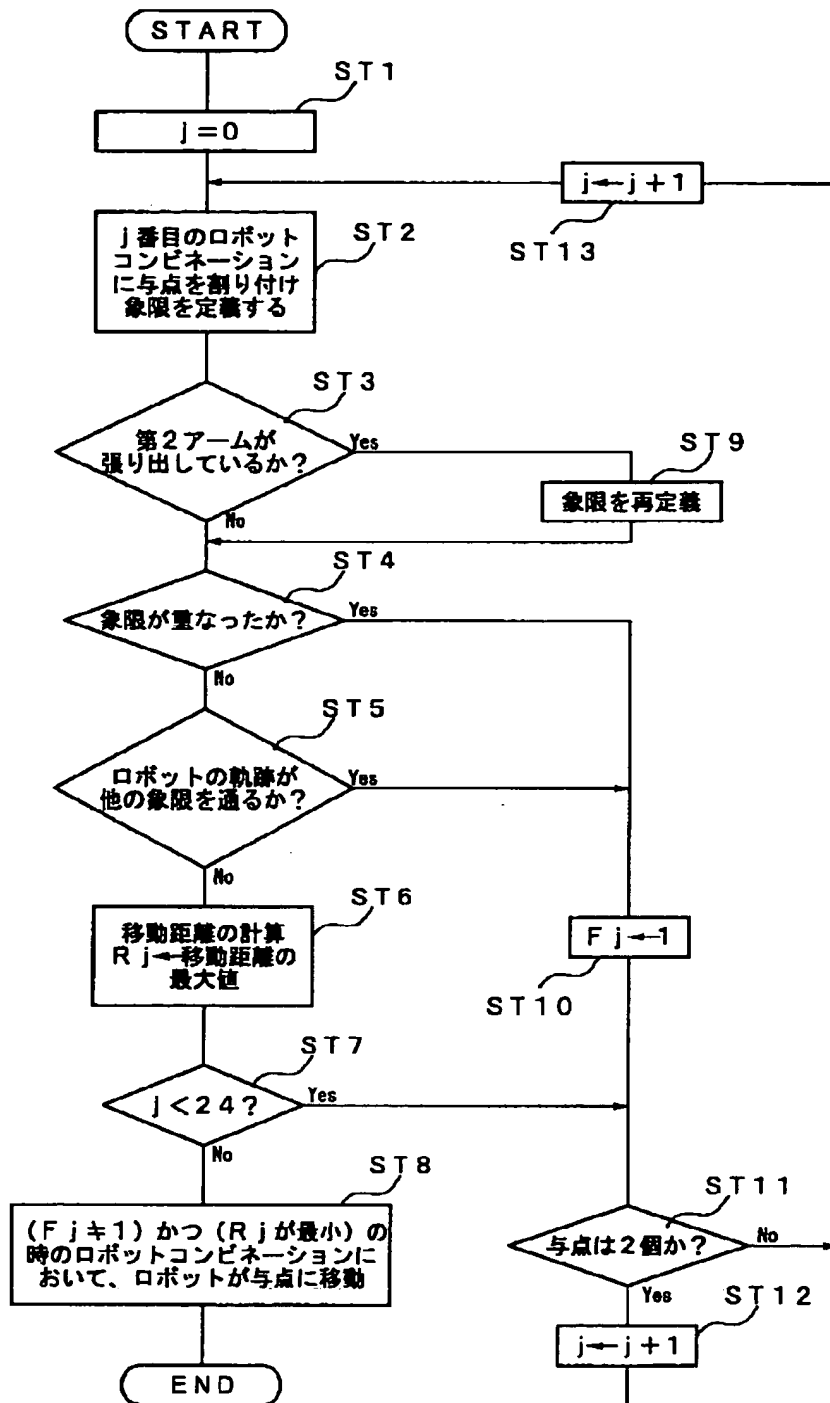 START
ST1
j=0
j←j+1
ST13
j番目のロボット
コンビネーション
に与点を割り付け
象限を定義する
ST2
ST3
第2アームが
張り出しているか？
Yes
No
ST9
象限を再定義
ST4
象限が重なったか？
Yes
No
ST5
ロボットの軌跡が
他の象限を通るか？
Yes
No
ST6
移動距離の計算
Rj←移動距離の
最大値
Fj←1
ST10
ST7
j<24？
Yes
No
ST8
(Fj≠1)かつ(Rjが最小)の
時のロボットコンビネーションに
おいて、ロボットが与点に移動
ST11
与点は2個か？
No
Yes
ST12
j←j+1
END